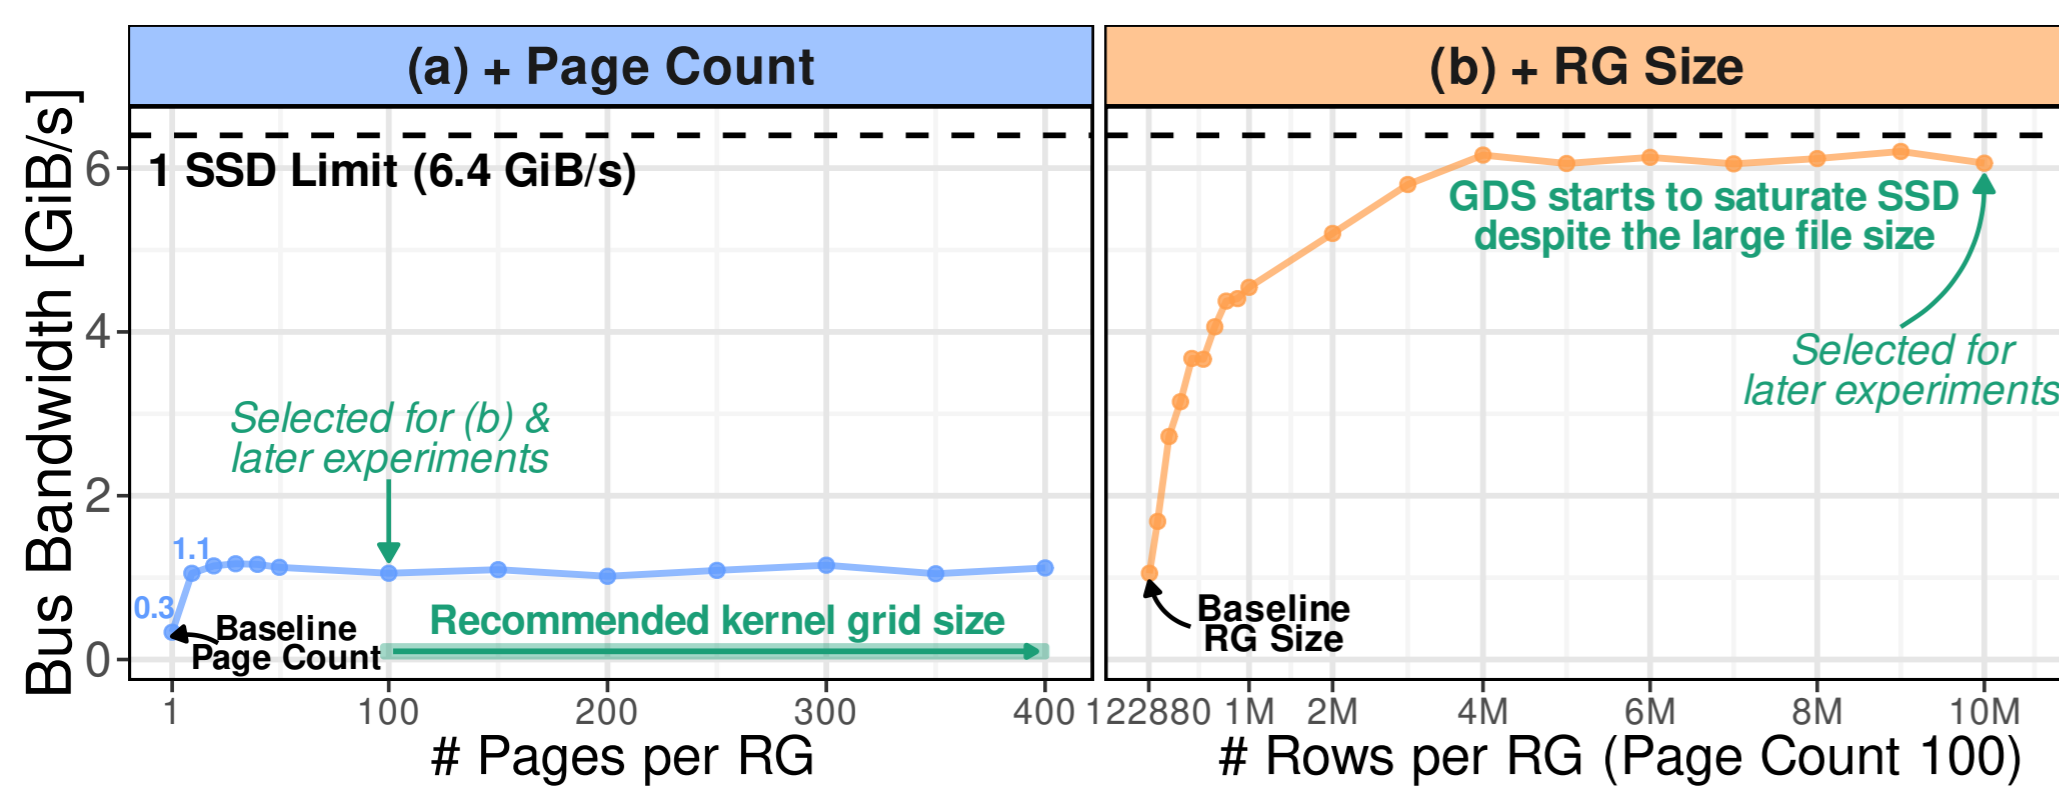 (a) + Page Count
(b) + RG Size
Bus Bandwidth [GiB/s]
6
4
2
0
1 SSD Limit (6.4 GiB/s)
Selected for (b) &
later experiments
1.1
0.3
Baseline
Page Count
Recommended kernel grid size
1 100 200 300 400
# Pages per RG
GDS starts to saturate SSD
despite the large file size
Selected for
later experiments
Baseline
RG Size
122880 1M 2M 4M 6M 8M 10M
# Rows per RG (Page Count 100)